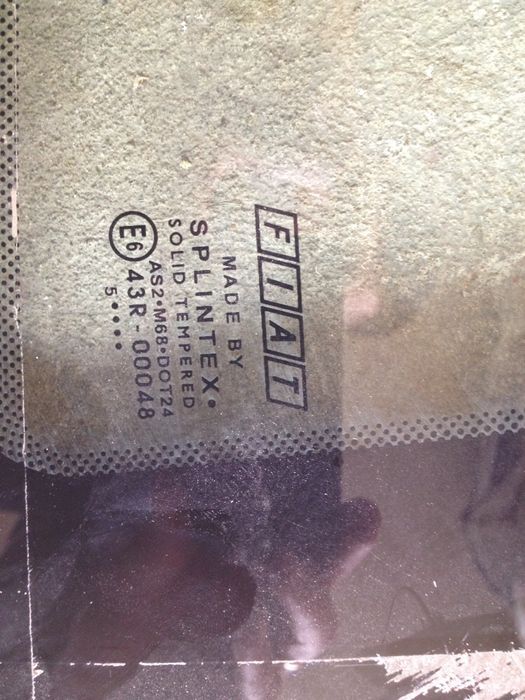 FIAT
MADE BY
SPLINTEX•
SOLID TEMPERED
AS2•M68•DOT24
E6 43R-00048
5••••